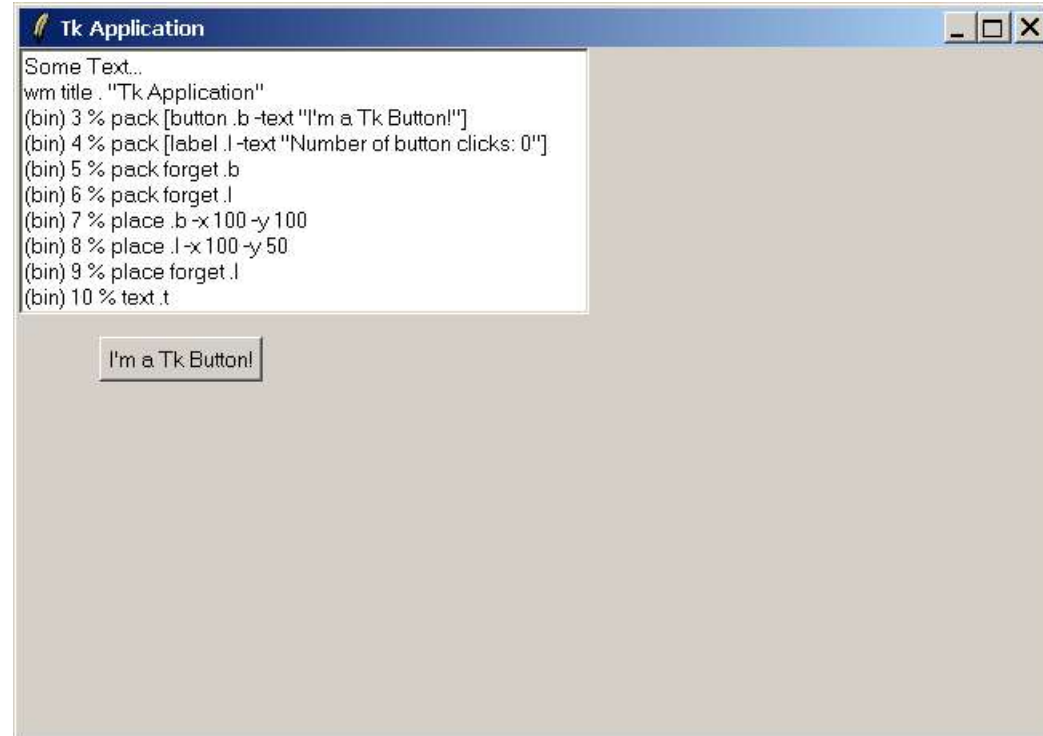 Tk Application
Some Text...
wm title . "Tk Application"
(bin) 3 % pack [button .b -text "I'm a Tk Button!"]
(bin) 4 % pack [label .l -text "Number of button clicks: 0"]
(bin) 5 % pack forget .b
(bin) 6 % pack forget .l
(bin) 7 % place .b -x 100 -y 100
(bin) 8 % place .l -x 100 -y 50
(bin) 9 % place forget .l
(bin) 10 % text .t
I'm a Tk Button!